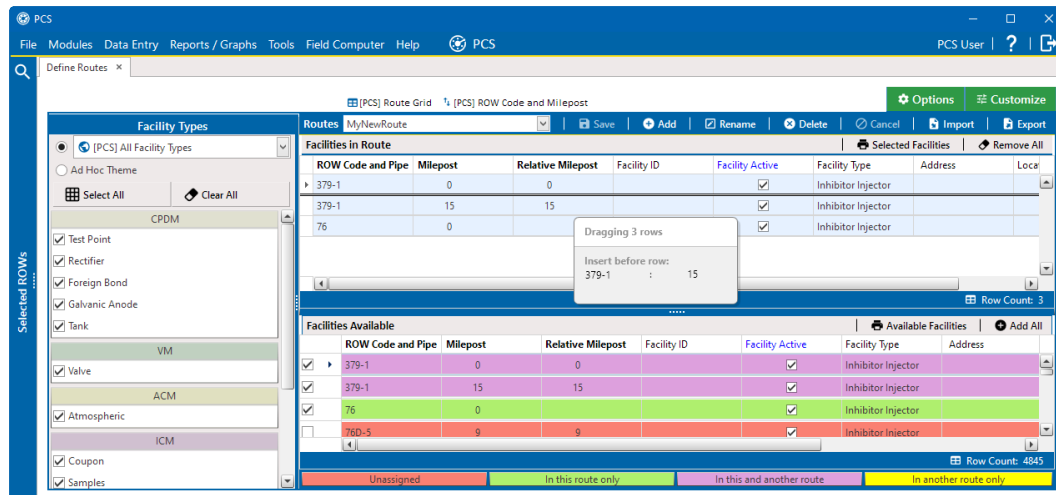 PCS
File Modules Data Entry Reports / Graphs Tools Field Computer Help PCS PCS User | ? |
Define Routes ×
[PCS] Route Grid [PCS] ROW Code and Milepost Options Customize
Selected ROWs
Facility Types
[PCS] All Facility Types
Ad Hoc Theme
Select All Clear All
CPDM
Test Point
Rectifier
Foreign Bond
Galvanic Anode
Tank
VM
Valve
ACM
Atmospheric
ICM
Coupon
Samples
Routes MyNewRoute | Save | Add | Rename | Delete | Cancel | Import | Export
Facilities in Route | Selected Facilities | Remove All
ROW Code and Pipe Milepost Relative Milepost Facility ID Facility Active Facility Type Address Loca
379-1 0 0 Inhibitor Injector
379-1 15 15 Inhibitor Injector
76 0 Inhibitor Injector
Dragging 3 rows
Insert before row:
379-1 : 15
Row Count: 3
Facilities Available | Available Facilities | Add All
ROW Code and Pipe Milepost Relative Milepost Facility ID Facility Active Facility Type Address
379-1 0 0 Inhibitor Injector
379-1 15 15 Inhibitor Injector
76 0 Inhibitor Injector
76D-5 9 9 Inhibitor Injector
Row Count: 4845
Unassigned In this route only In this and another route In another route only